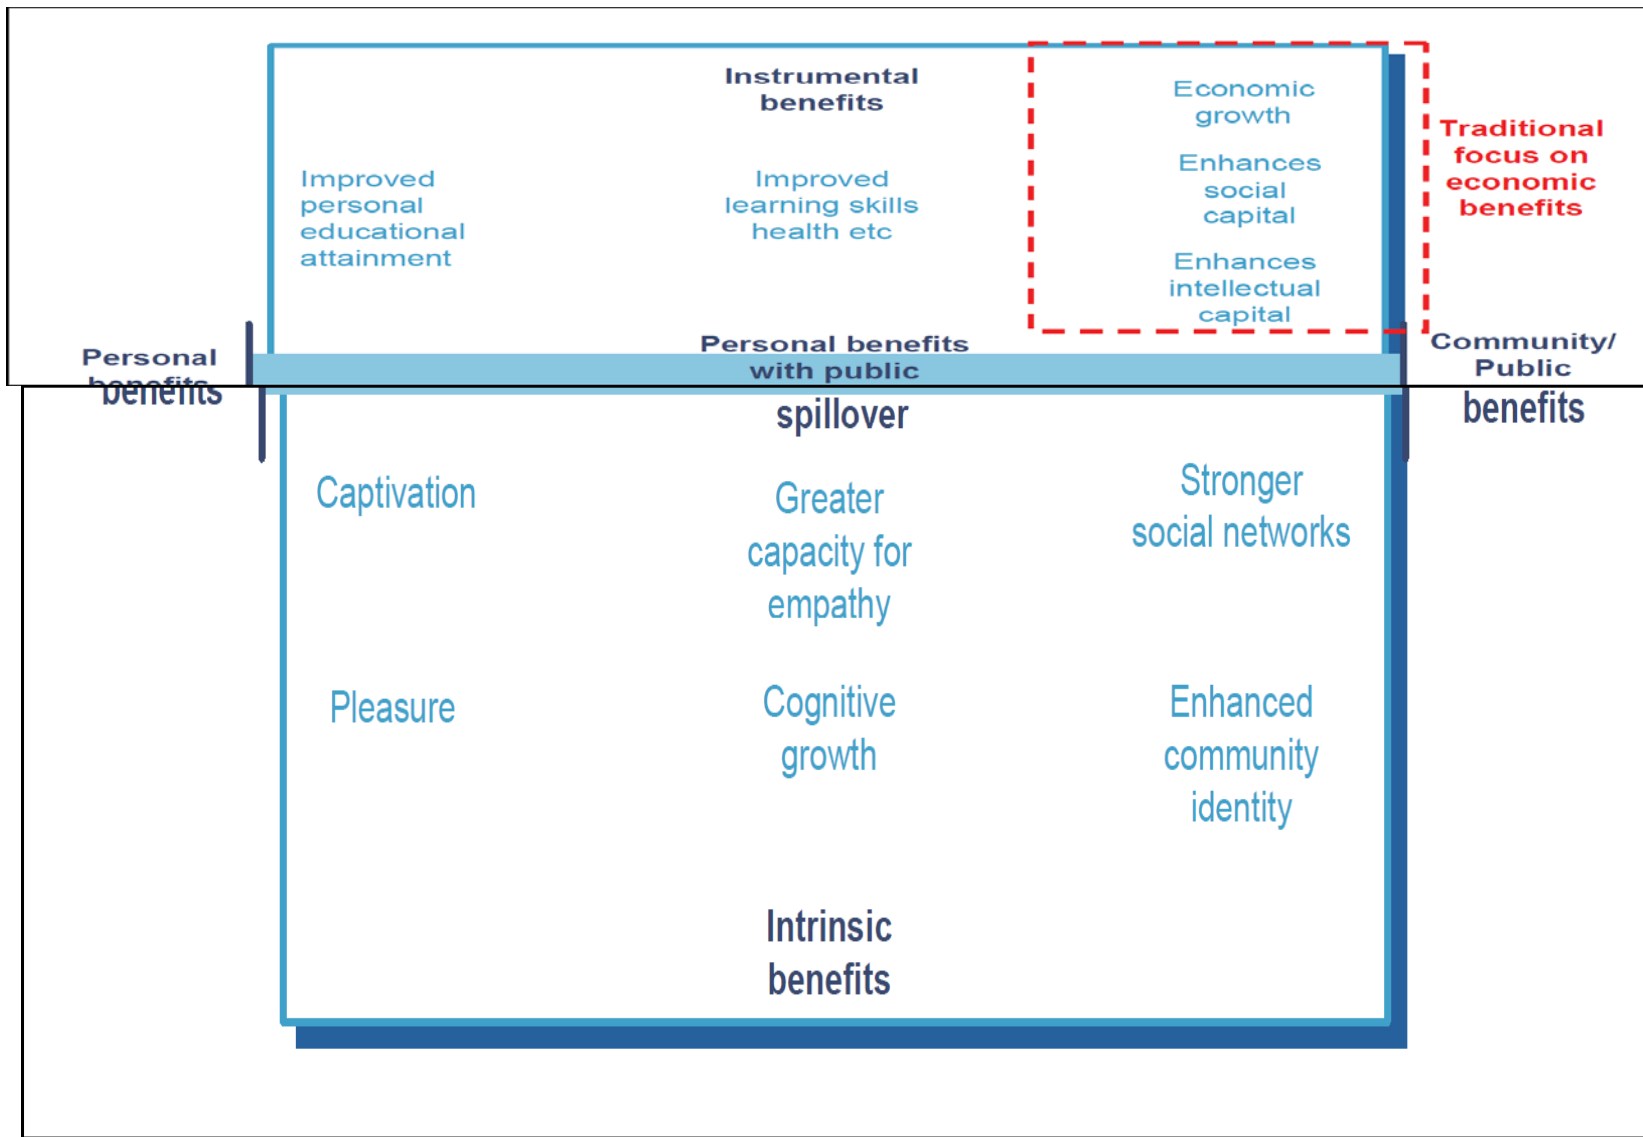 Instrumental
benefits
Improved
personal
educational
attainment
Improved
learning skills
health etc
Economic
growth
Enhances
social
capital
Enhances
intellectual
capital
Traditional
focus on
economic
benefits
Personal
benefits
benefits
Personal benefits
with public
spillover
Community/
Public
benefits
Captivation
Greater
capacity for
empathy
Stronger
social networks
Pleasure
Cognitive
growth
Enhanced
community
identity
Intrinsic
benefits